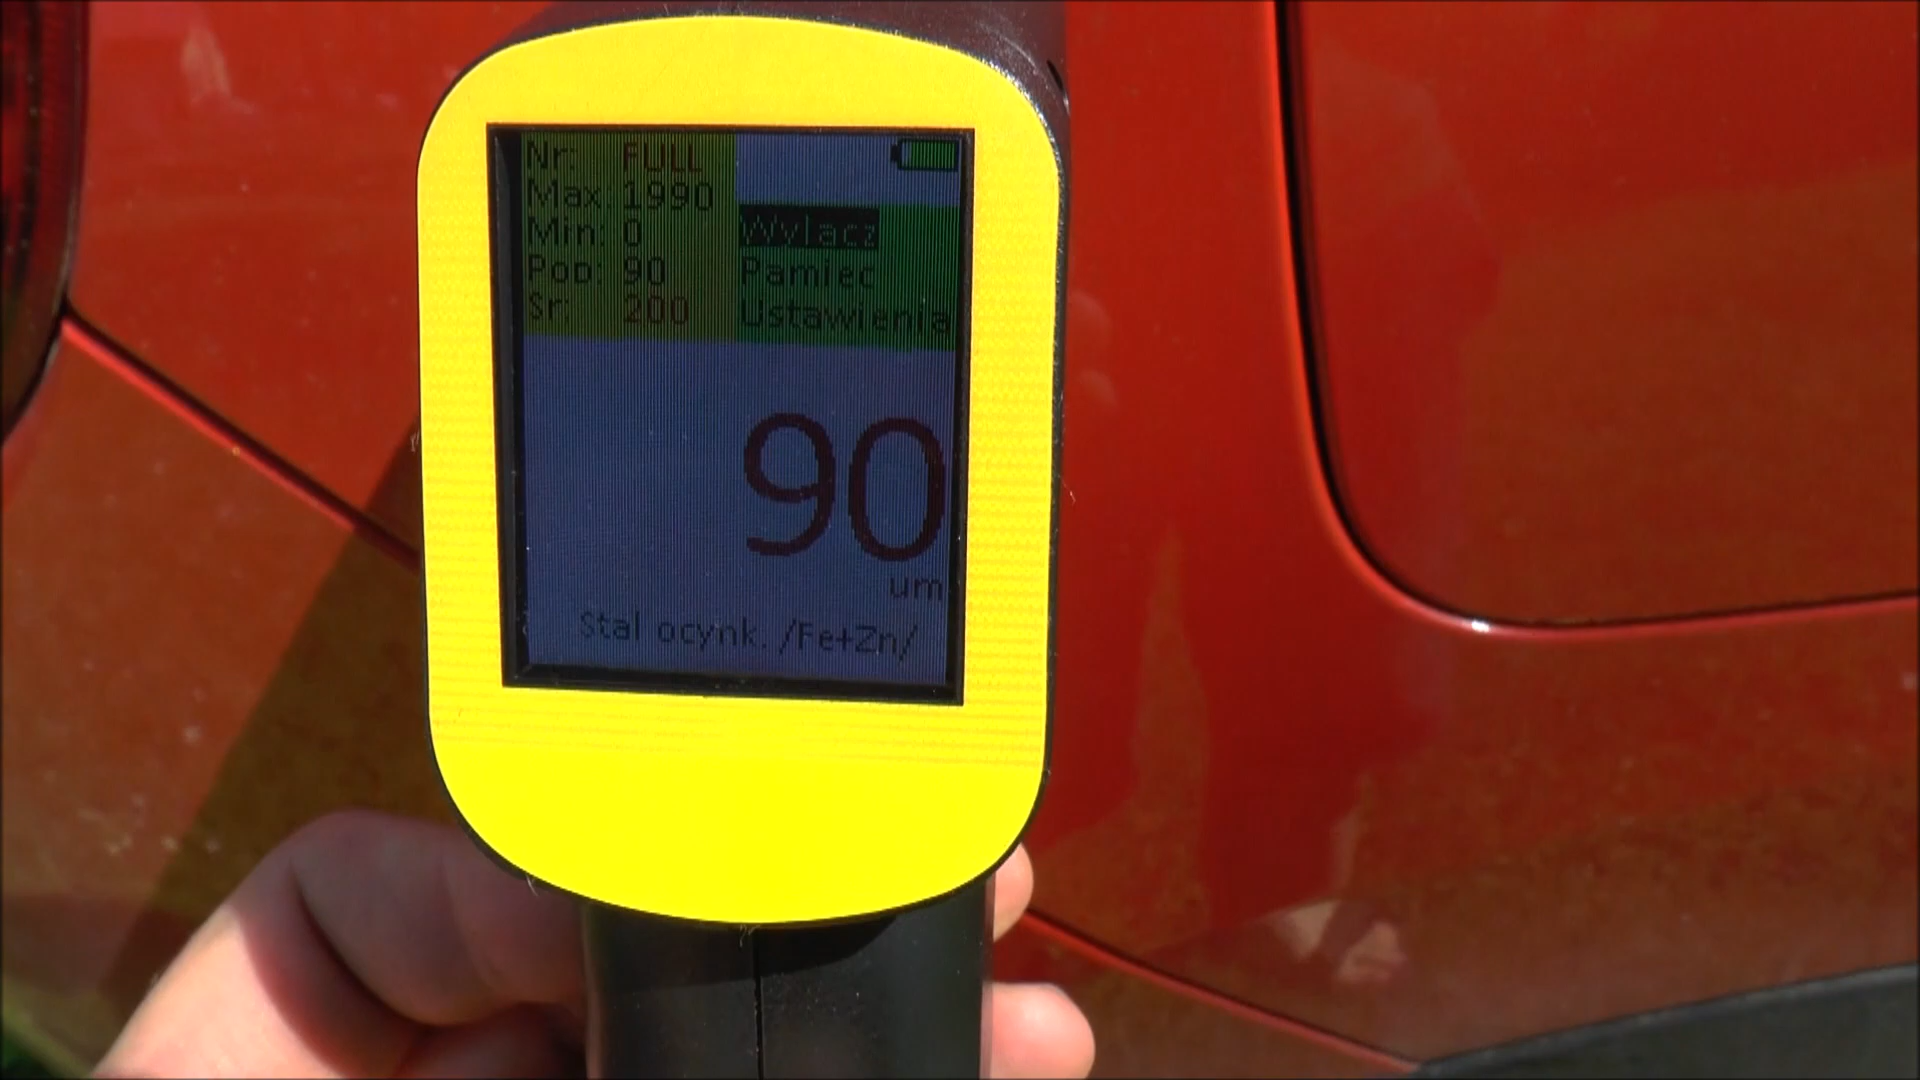 Nr: FULL
Max: 1990
Min: 0
Pop: 90
Sr: 200
Wylacz
Pamiec
Ustawienia
90
um
Stal ocynk. /Fe+Zn/